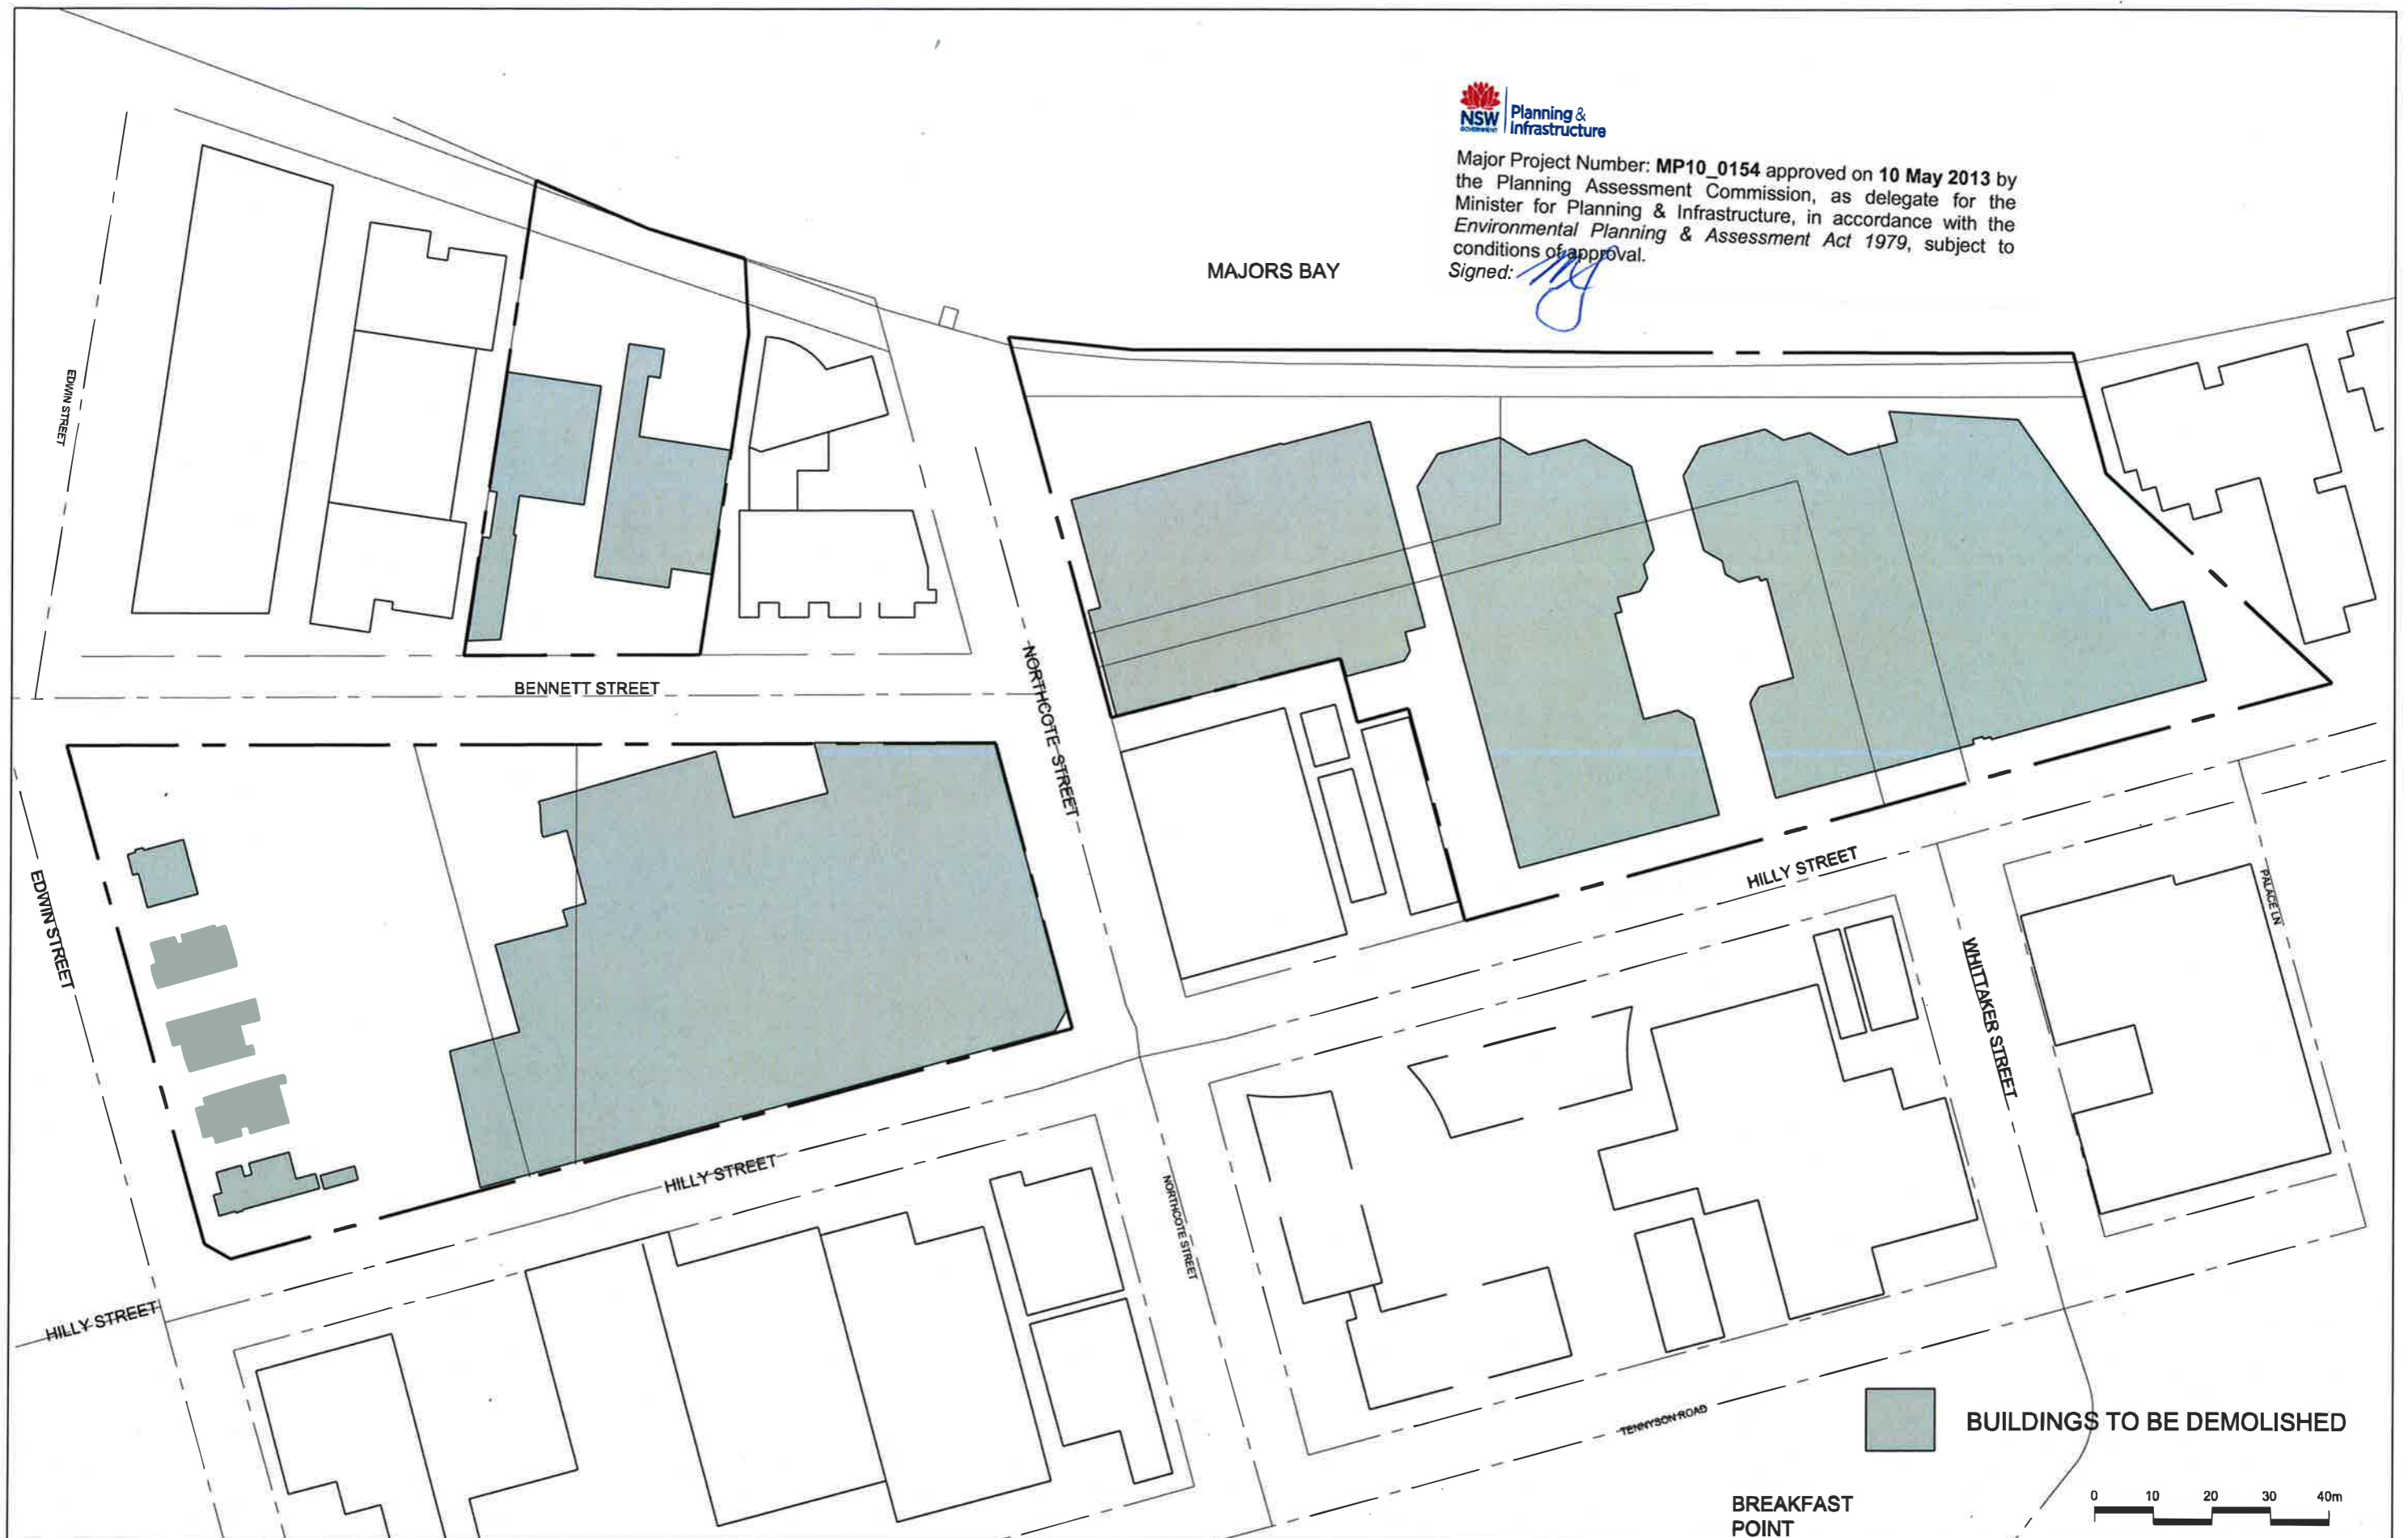 NSW
GOVERNMENT
Planning &
Infrastructure
Major Project Number: MP10_0154 approved on 10 May 2013 by
the Planning Assessment Commission, as delegate for the
Minister for Planning & Infrastructure, in accordance with the
Environmental Planning & Assessment Act 1979, subject to
conditions of approval.
Signed:
MAJORS BAY
EDWIN STREET
BENNETT STREET
NORTHCOTE STREET
EDWIN STREET
HILLY STREET
WHITTAKER STREET
PALACE LN
HILLY STREET
NORTHCOTE STREET
HILLY STREET
TENNYSON ROAD
BUILDINGS TO BE DEMOLISHED
BREAKFAST
POINT
0 10 20 30 40m